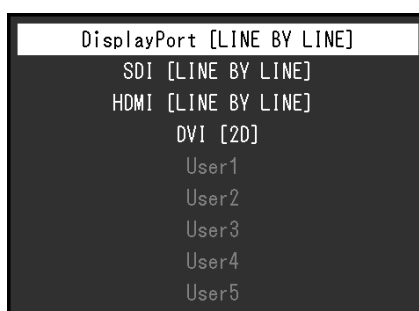 DisplayPort [LINE BY LINE]
SDI [LINE BY LINE]
HDMI [LINE BY LINE]
DVI [2D]
User1
User2
User3
User4
User5